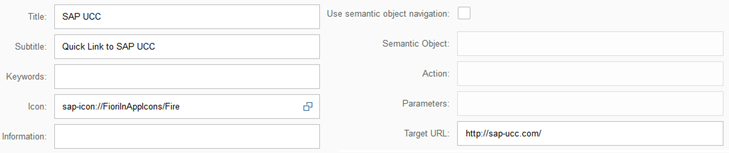 Title: SAP UCC
Subtitle: Quick Link to SAP UCC
Keywords:
Icon: sap-icon://FioriInAppIcons/Fire
Information:
Use semantic object navigation:
Semantic Object:
Action:
Parameters:
Target URL: http://sap-ucc.com/